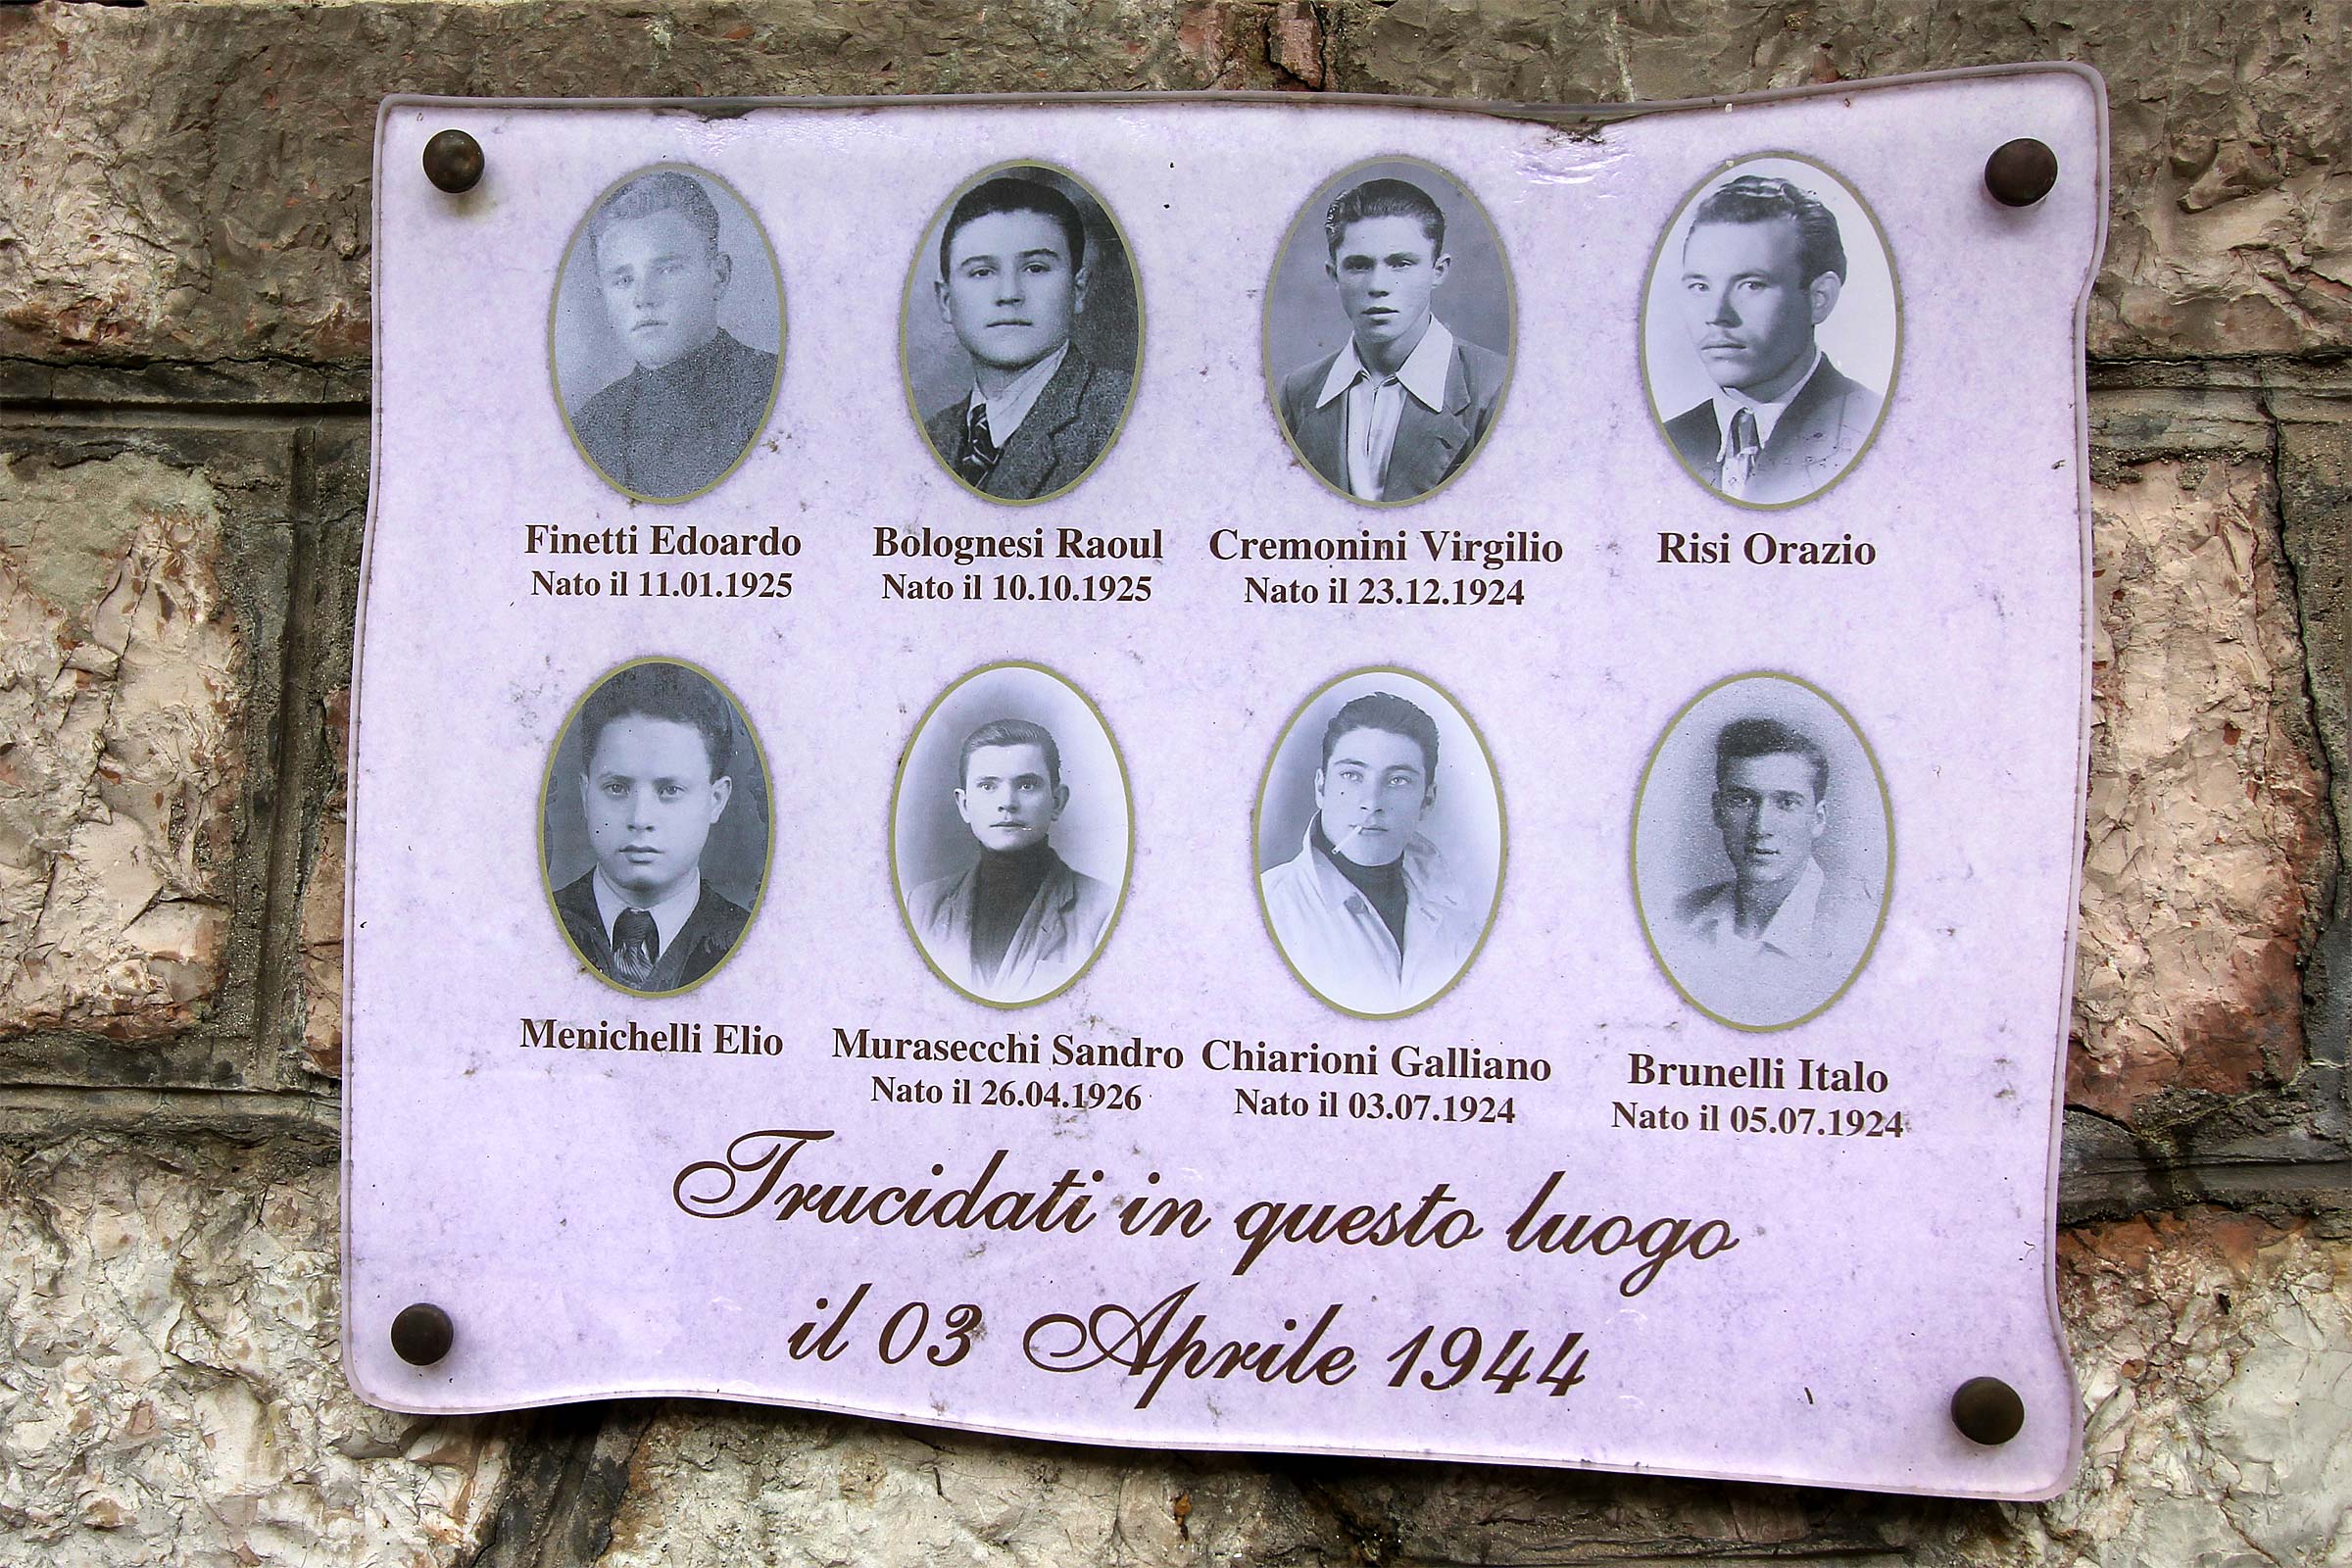 Finetti Edoardo
Nato il 11.01.1925
Bolognesi Raoul
Nato il 10.10.1925
Cremonini Virgilio
Nato il 23.12.1924
Risi Orazio
Menichelli Elio
Murasecchi Sandro
Nato il 26.04.1926
Chiarioni Galliano
Nato il 03.07.1924
Brunelli Italo
Nato il 05.07.1924
Trucidati in questo luogo
il 03 Aprile 1944